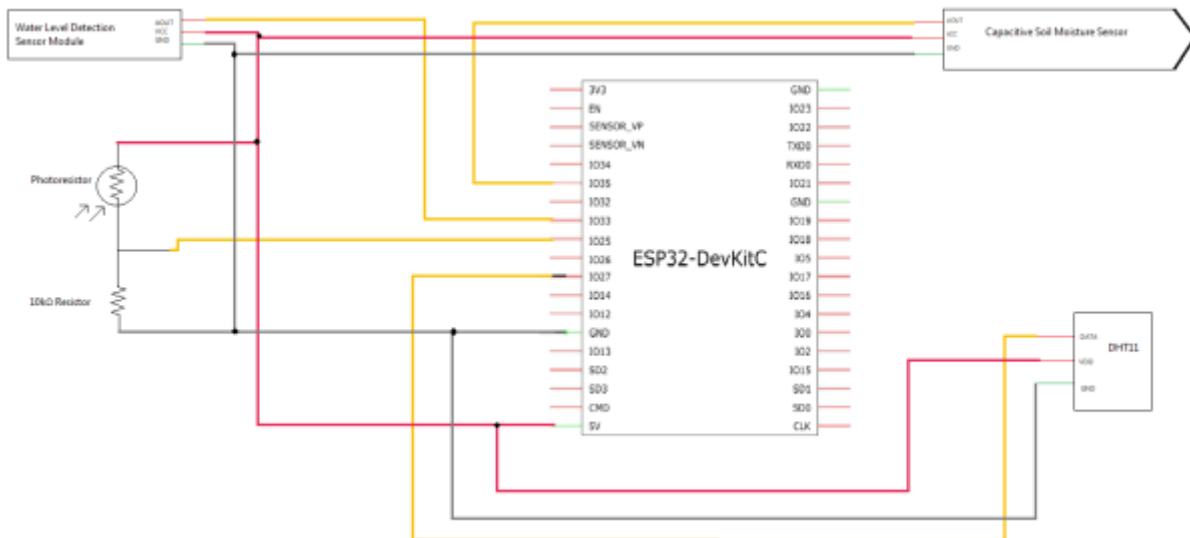 Water Level Detection
Sensor Module
AOUT
VCC
GND
AOUT
VCC
GND
Capacitive Soil Moisture Sensor
Photoresistor
10kΩ Resistor
3V3
EN
SENSOR_VP
SENSOR_VN
IO34
IO35
IO32
IO33
IO25
IO26
IO27
IO14
IO12
GND
IO13
SD2
SD3
CMD
5V
ESP32-DevKitC
GND
IO23
IO22
TXD0
RXD0
IO21
GND
IO19
IO18
IO5
IO17
IO16
IO4
IO0
IO2
IO15
SD1
SD0
CLK
DATA
VDD
GND
DHT11